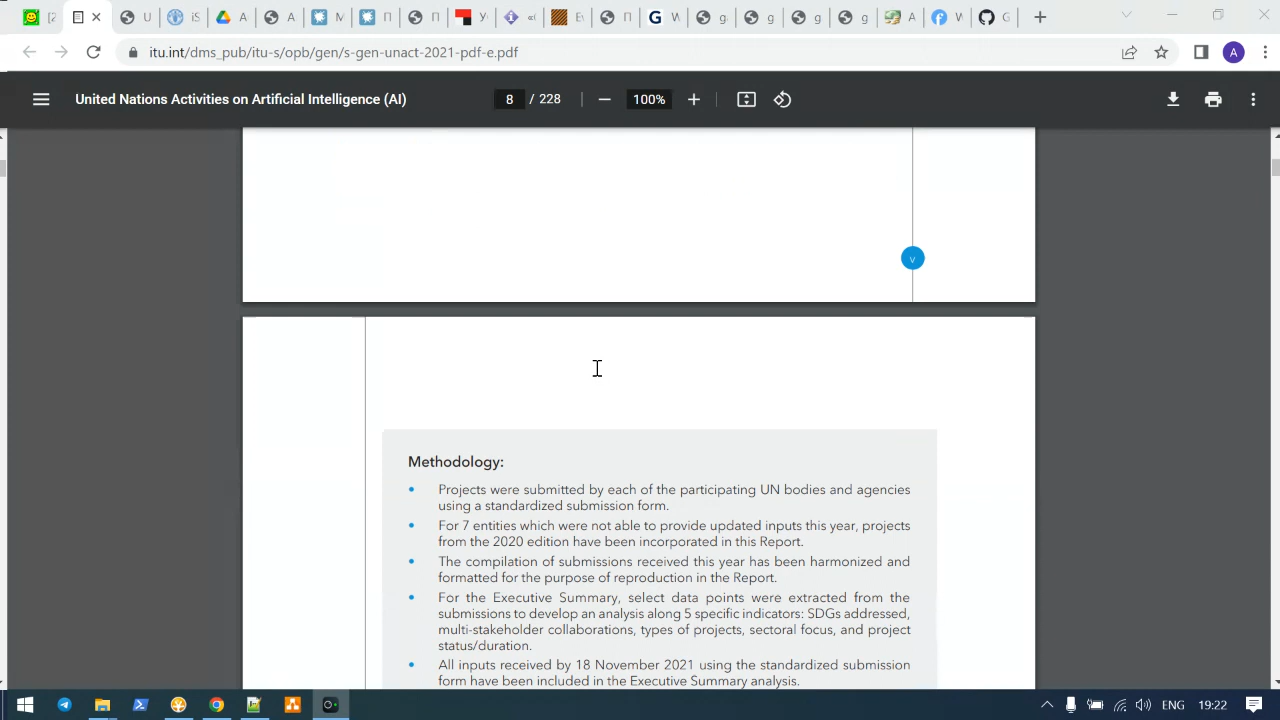 itu.int/dms_pub/itu-s/opb/gen/s-gen-unact-2021-pdf-e.pdf
A
United Nations Activities on Artificial Intelligence (AI)
8 / 228
100%
v
Methodology:
Projects were submitted by each of the participating UN bodies and agencies
using a standardized submission form.
For 7 entities which were not able to provide updated inputs this year, projects
from the 2020 edition have been incorporated in this Report.
The compilation of submissions received this year has been harmonized and
formatted for the purpose of reproduction in the Report.
For the Executive Summary, select data points were extracted from the
submissions to develop an analysis along 5 specific indicators: SDGs addressed,
multi-stakeholder collaborations, types of projects, sectoral focus, and project
status/duration.
All inputs received by 18 November 2021 using the standardized submission
form have been included in the Executive Summary analysis.
ENG 19:22